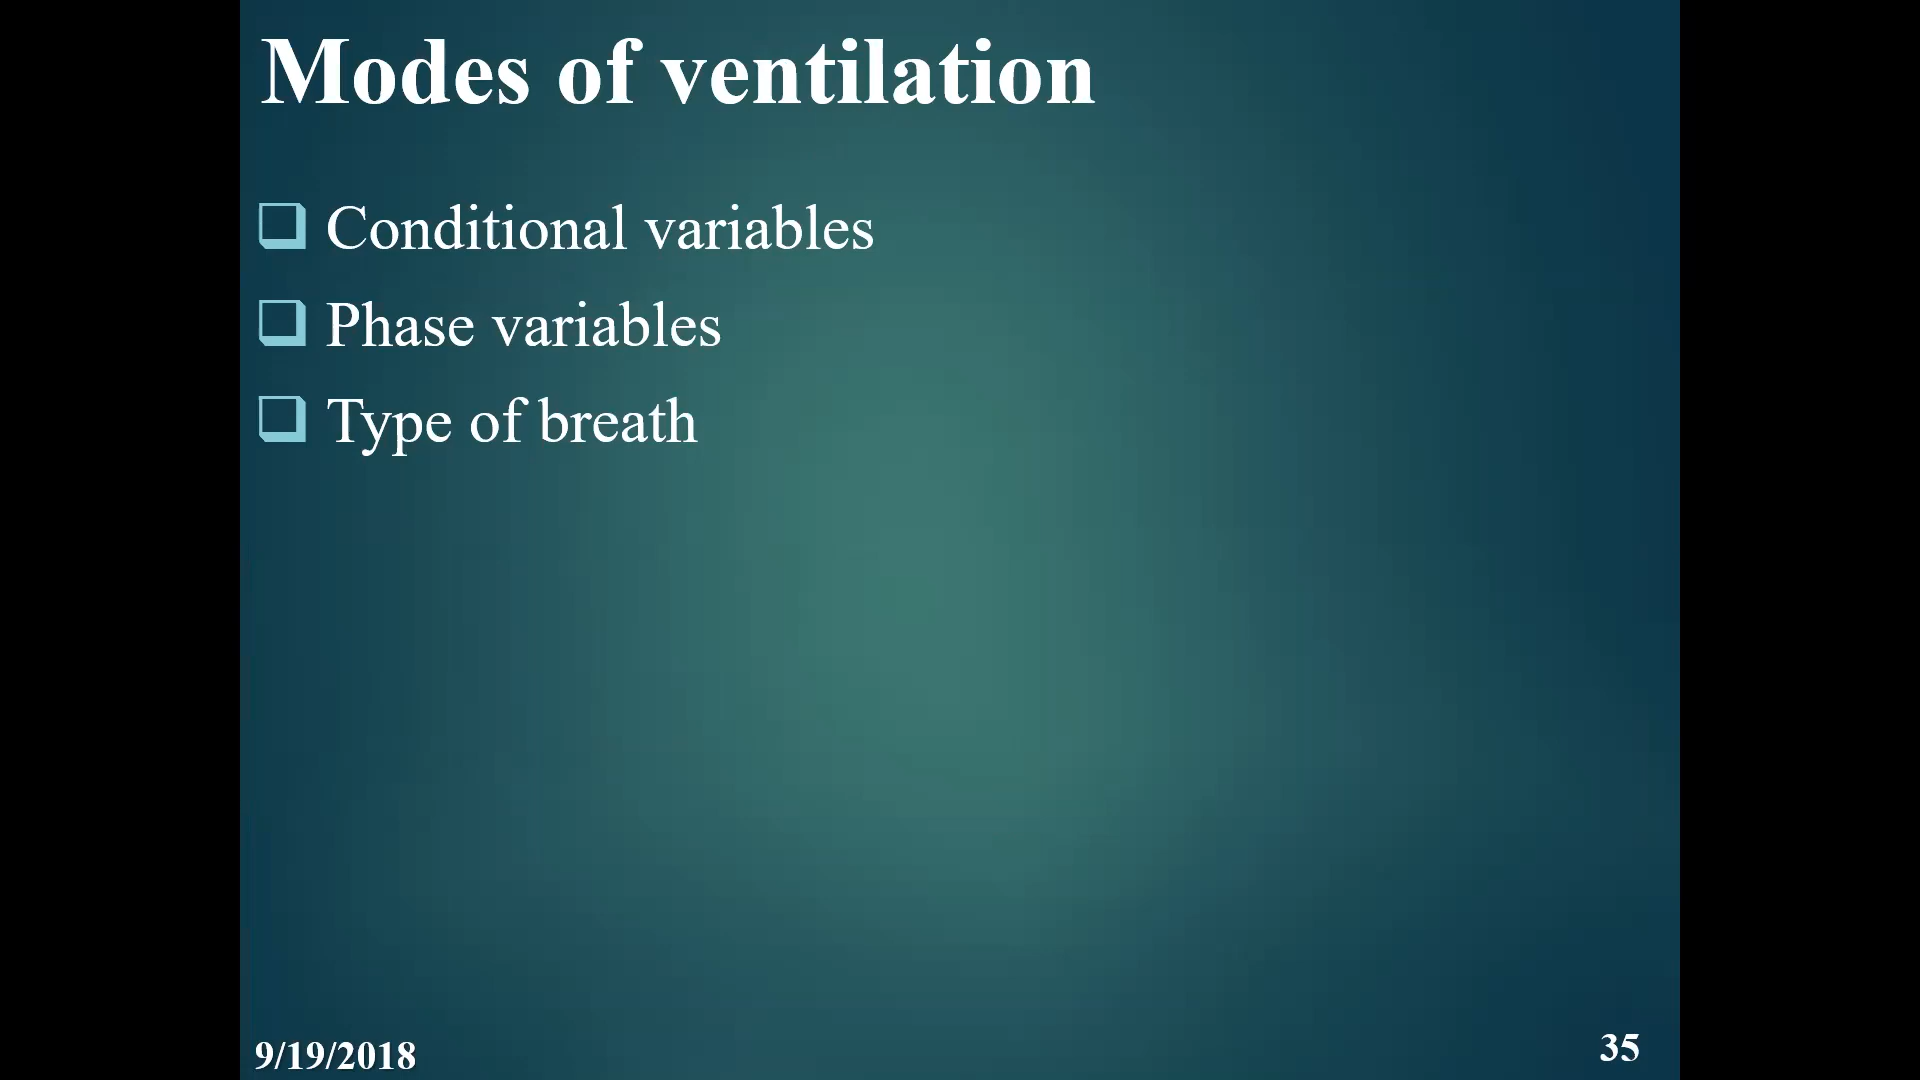 Modes of ventilation
Conditional variables
Phase variables
Type of breath
9/19/2018
35